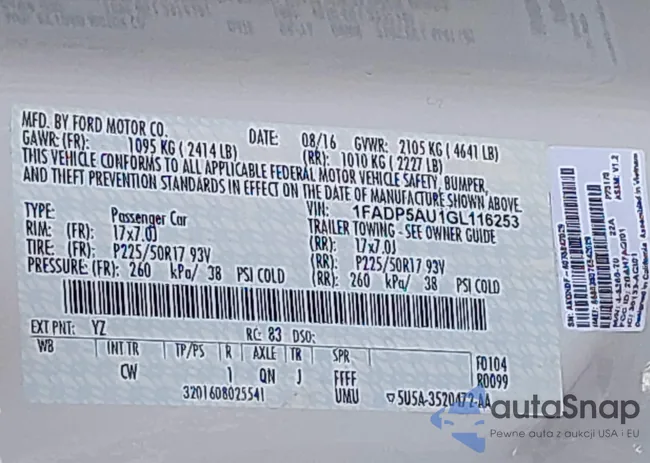 MFD. BY FORD MOTOR CO. DATE: 08/16 GVWR: 2105 KG ( 4641 LB)
GAWR: (FR): 1095 KG ( 2414 LB) (RR): 1010 KG ( 2227 LB)
THIS VEHICLE CONFORMS TO ALL APPLICABLE FEDERAL MOTOR VEHICLE SAFETY, BUMPER,
AND THEFT PREVENTION STANDARDS IN EFFECT ON THE DATE OF MANUFACTURE SHOWN ABOVE
TYPE: Passenger Car VIN: 1FADP5AU1GL116253
TRAILER TOWING - SEE OWNER GUIDE
RIM: (FR): 17x7.0J (RR): 17x7.0J
TIRE: (FR): P225/50R17 93V (RR): P225/50R17 93V
PRESSURE: (FR): 260 kPa/ 38 PSI COLD (RR): 260 kPa/ 38 PSI COLD
EXT PNT: YZ RC: 83 DSO:
WB INT TR TP/PS R AXLE TR SPR F0104
CW 1 QN J FFFF R0099
UMU ▽5U5A-3520472-AA
3201608025541
22A
ASSM: V1.2
autaSnap
Pewne auta z aukcji USA i EU